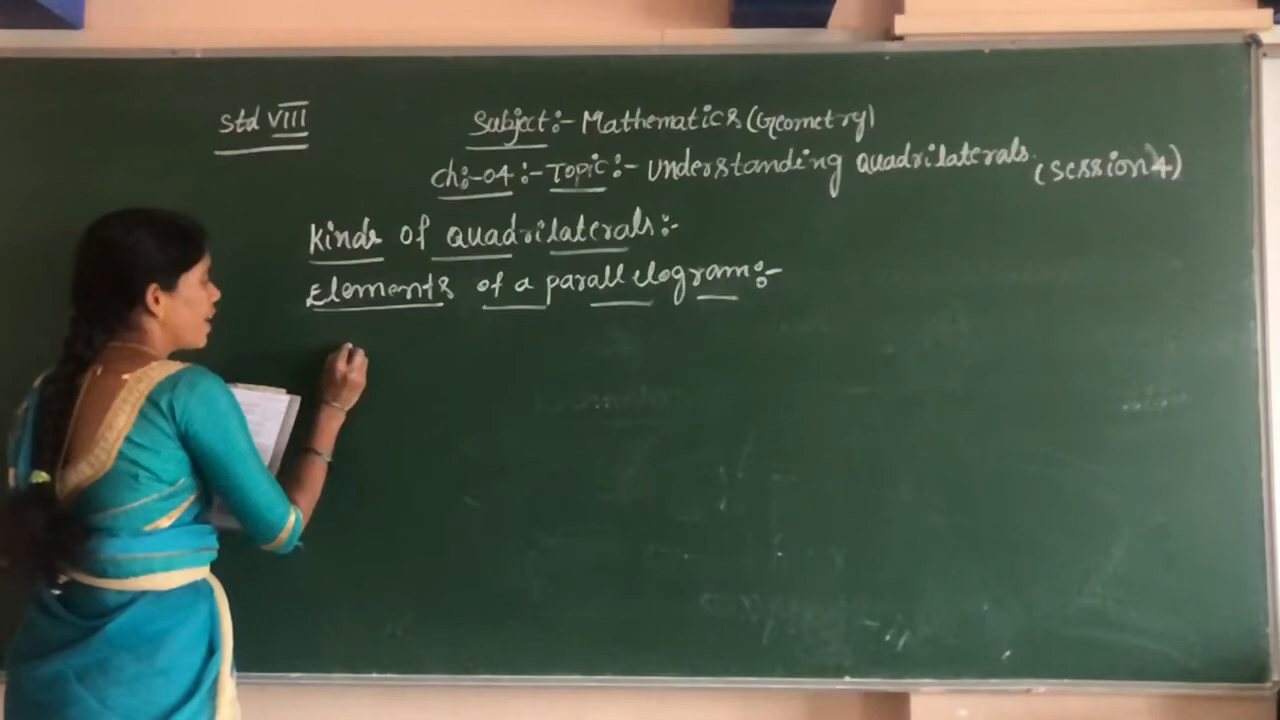 Std VIII
Subject:- Mathematics (Geometry)
Ch:-04:- Topic:- Understanding quadrilaterals. (Session 4)
Kinds of quadrilaterals:-
Elements of a parallelogram:-